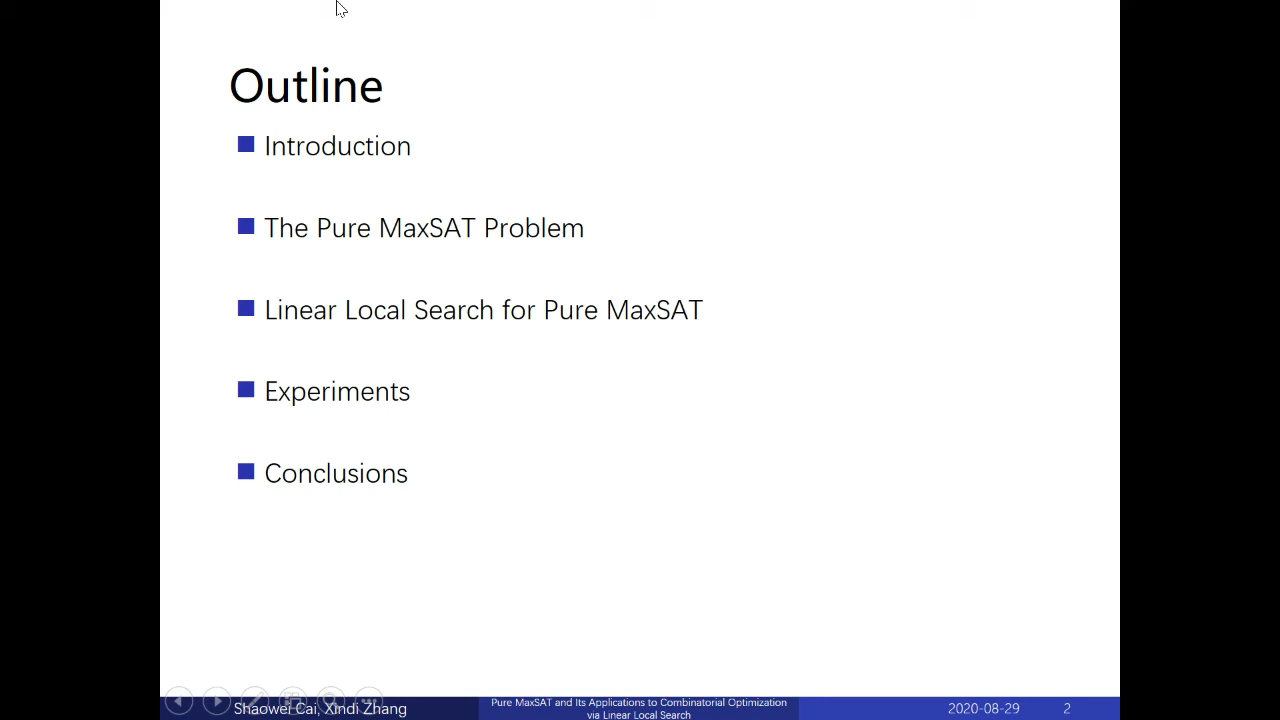 Outline
Introduction
The Pure MaxSAT Problem
Linear Local Search for Pure MaxSAT
Experiments
Conclusions
Shaowei Cai, Xindi Zhang
Pure MaxSAT and Its Applications to Combinatorial Optimization
via Linear Local Search
2020-08-29
2